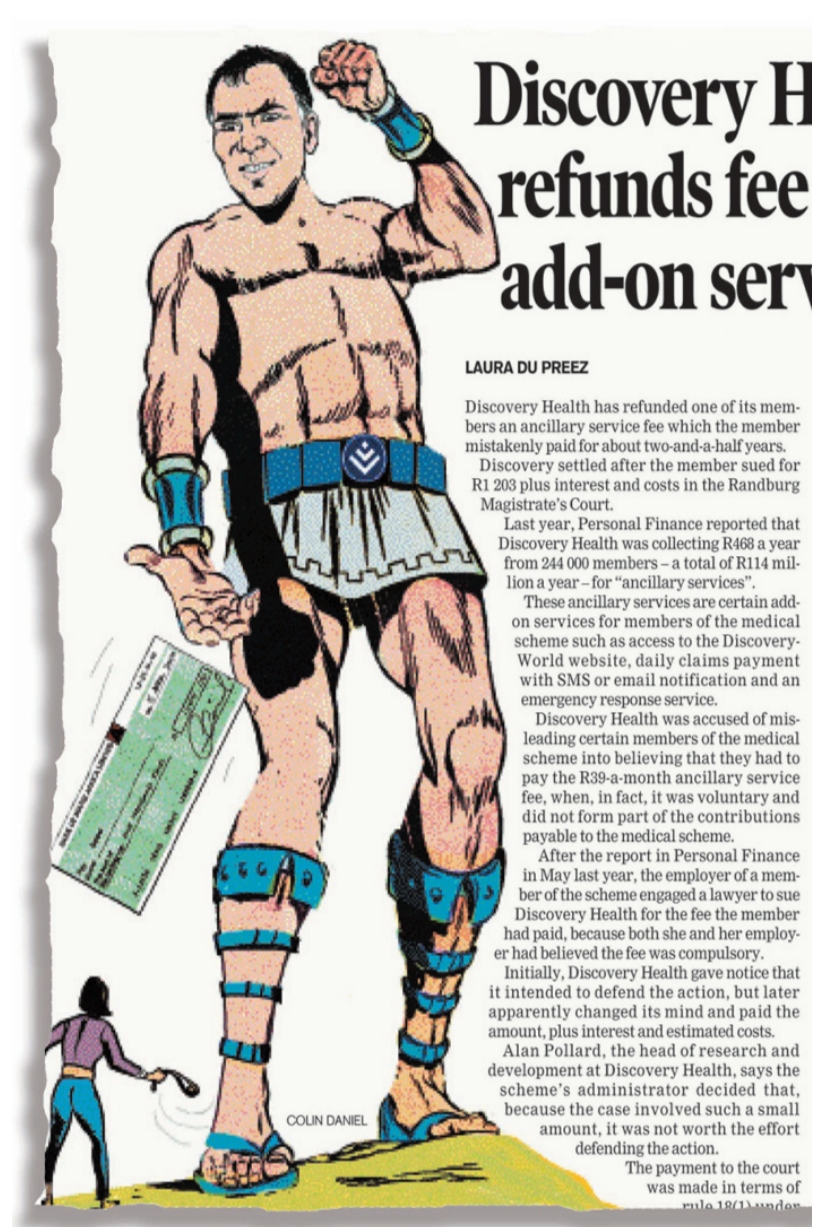 Discovery H
refunds fee
add-on serv
LAURA DU PREEZ
Discovery Health has refunded one of its mem-
bers an ancillary service fee which the member
mistakenly paid for about two-and-a-half years.
Discovery settled after the member sued for
R1 203 plus interest and costs in the Randburg
Magistrate's Court.
Last year, Personal Finance reported that
Discovery Health was collecting R468 a year
from 244 000 members – a total of R114 mil-
lion a year – for “ancillary services”.
These ancillary services are certain add-
on services for members of the medical
scheme such as access to the Discovery-
World website, daily claims payment
with SMS or email notification and an
emergency response service.
Discovery Health was accused of mis-
leading certain members of the medical
scheme into believing that they had to
pay the R39-a-month ancillary service
fee, when, in fact, it was voluntary and
did not form part of the contributions
payable to the medical scheme.
After the report in Personal Finance
in May last year, the employer of a mem-
ber of the scheme engaged a lawyer to sue
Discovery Health for the fee the member
had paid, because both she and her employ-
er had believed the fee was compulsory.
Initially, Discovery Health gave notice that
it intended to defend the action, but later
apparently changed its mind and paid the
amount, plus interest and estimated costs.
Alan Pollard, the head of research and
development at Discovery Health, says the
scheme's administrator decided that,
because the case involved such a small
amount, it was not worth the effort
defending the action.
The payment to the court
was made in terms of
rule 18(1) under
COLIN DANIEL